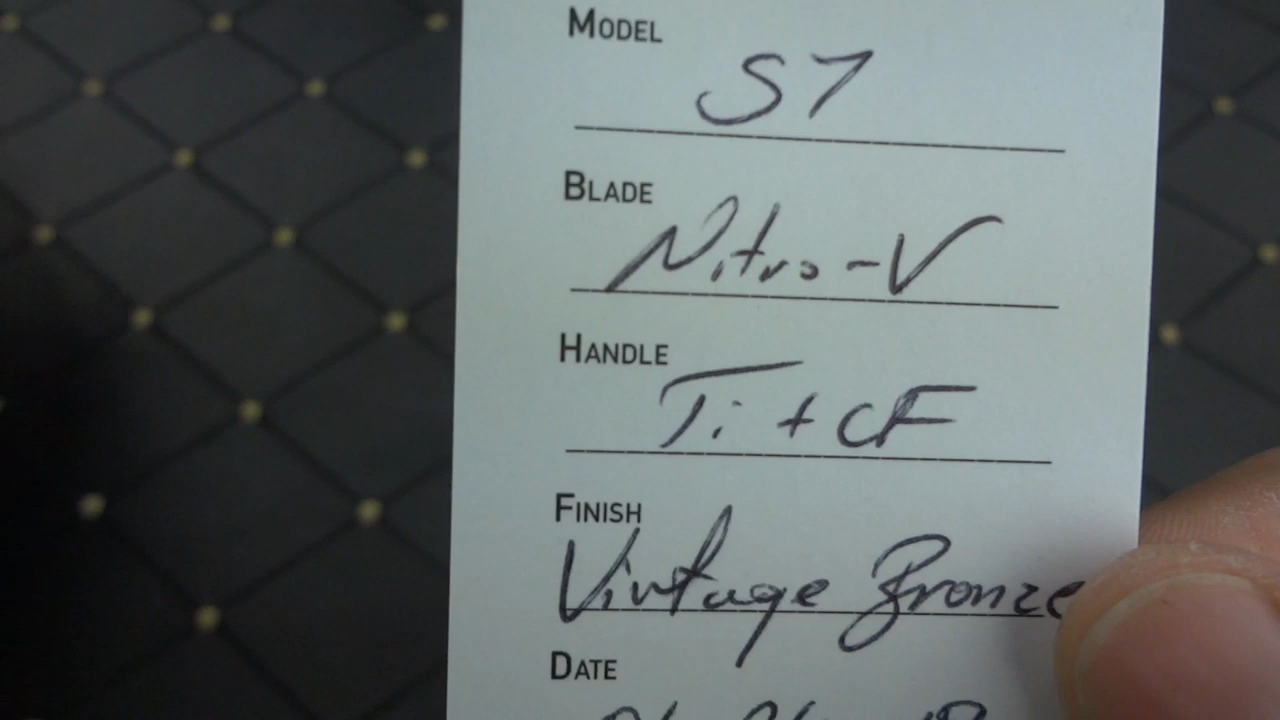 MODEL
S7
BLADE
Nitro-V
HANDLE
Ti + CF
FINISH
Vintage Bronze
DATE